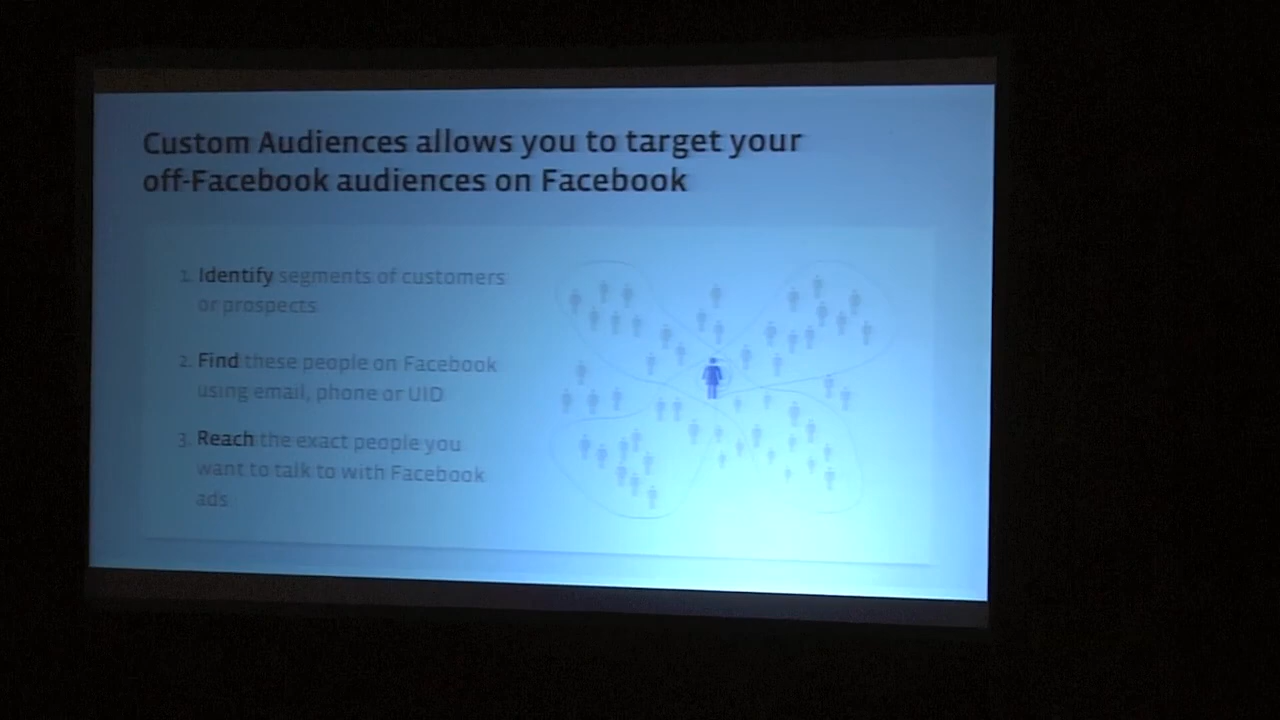 Custom Audiences allows you to target your
off-Facebook audiences on Facebook
1. Identify segments of customers
or prospects
2. Find these people on Facebook
using email, phone or UID
3. Reach the exact people you
want to talk to with Facebook
ads